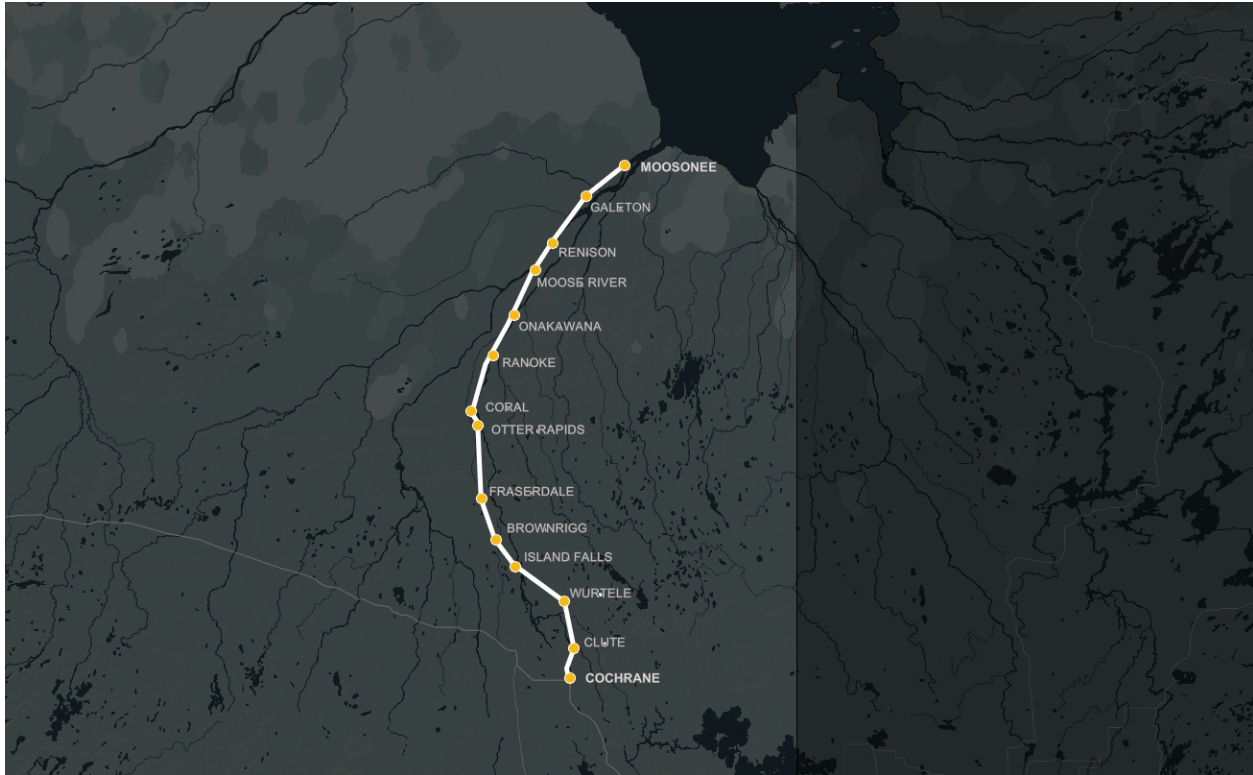 MOOSONEE
GALETON
RENISON
MOOSE RIVER
ONAKAWANA
RANOKE
CORAL
OTTER RAPIDS
FRASERDALE
BROWNRIGG
ISLAND FALLS
WURTELE
CLUTE
COCHRANE